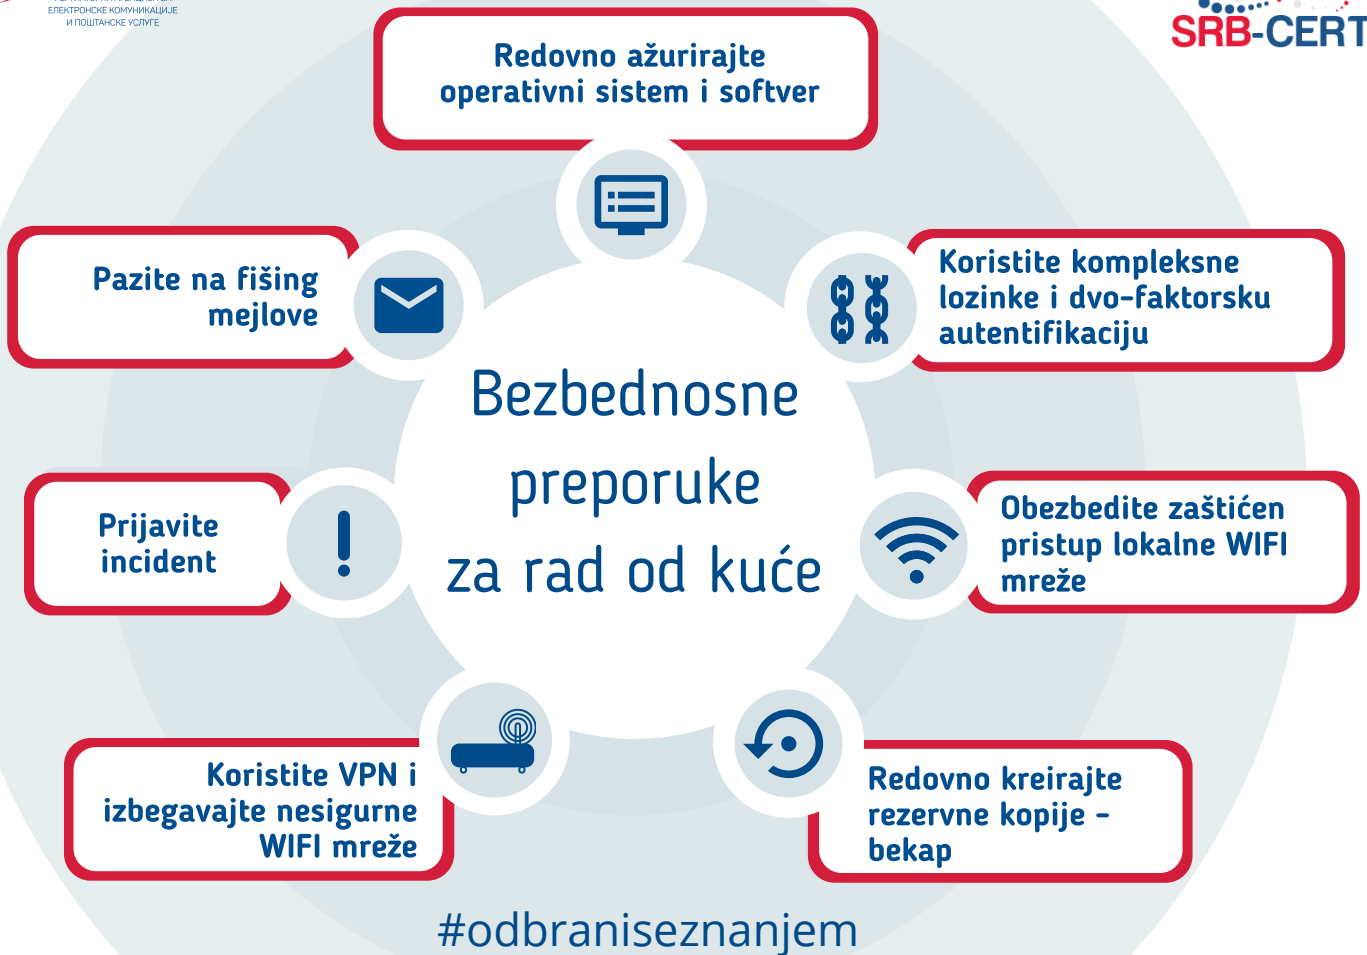 ЕЛЕКТРОНСКЕ КОМУНИКАЦИЈЕ
И ПОШТАНСКЕ УСЛУГЕ
SRB-CERT
Redovno ažurirajte
operativni sistem i softver
Pazite na fišing
mejlove
Koristite kompleksne
lozinke i dvo-faktorsku
autentifikaciju
Bezbednosne
preporuke
za rad od kuće
Prijavite
incident
Obezbedite zaštićen
pristup lokalne WIFI
mreže
Koristite VPN i
izbegavajte nesigurne
WIFI mreže
Redovno kreirajte
rezervne kopije -
bekap
#odbraniseznanjem